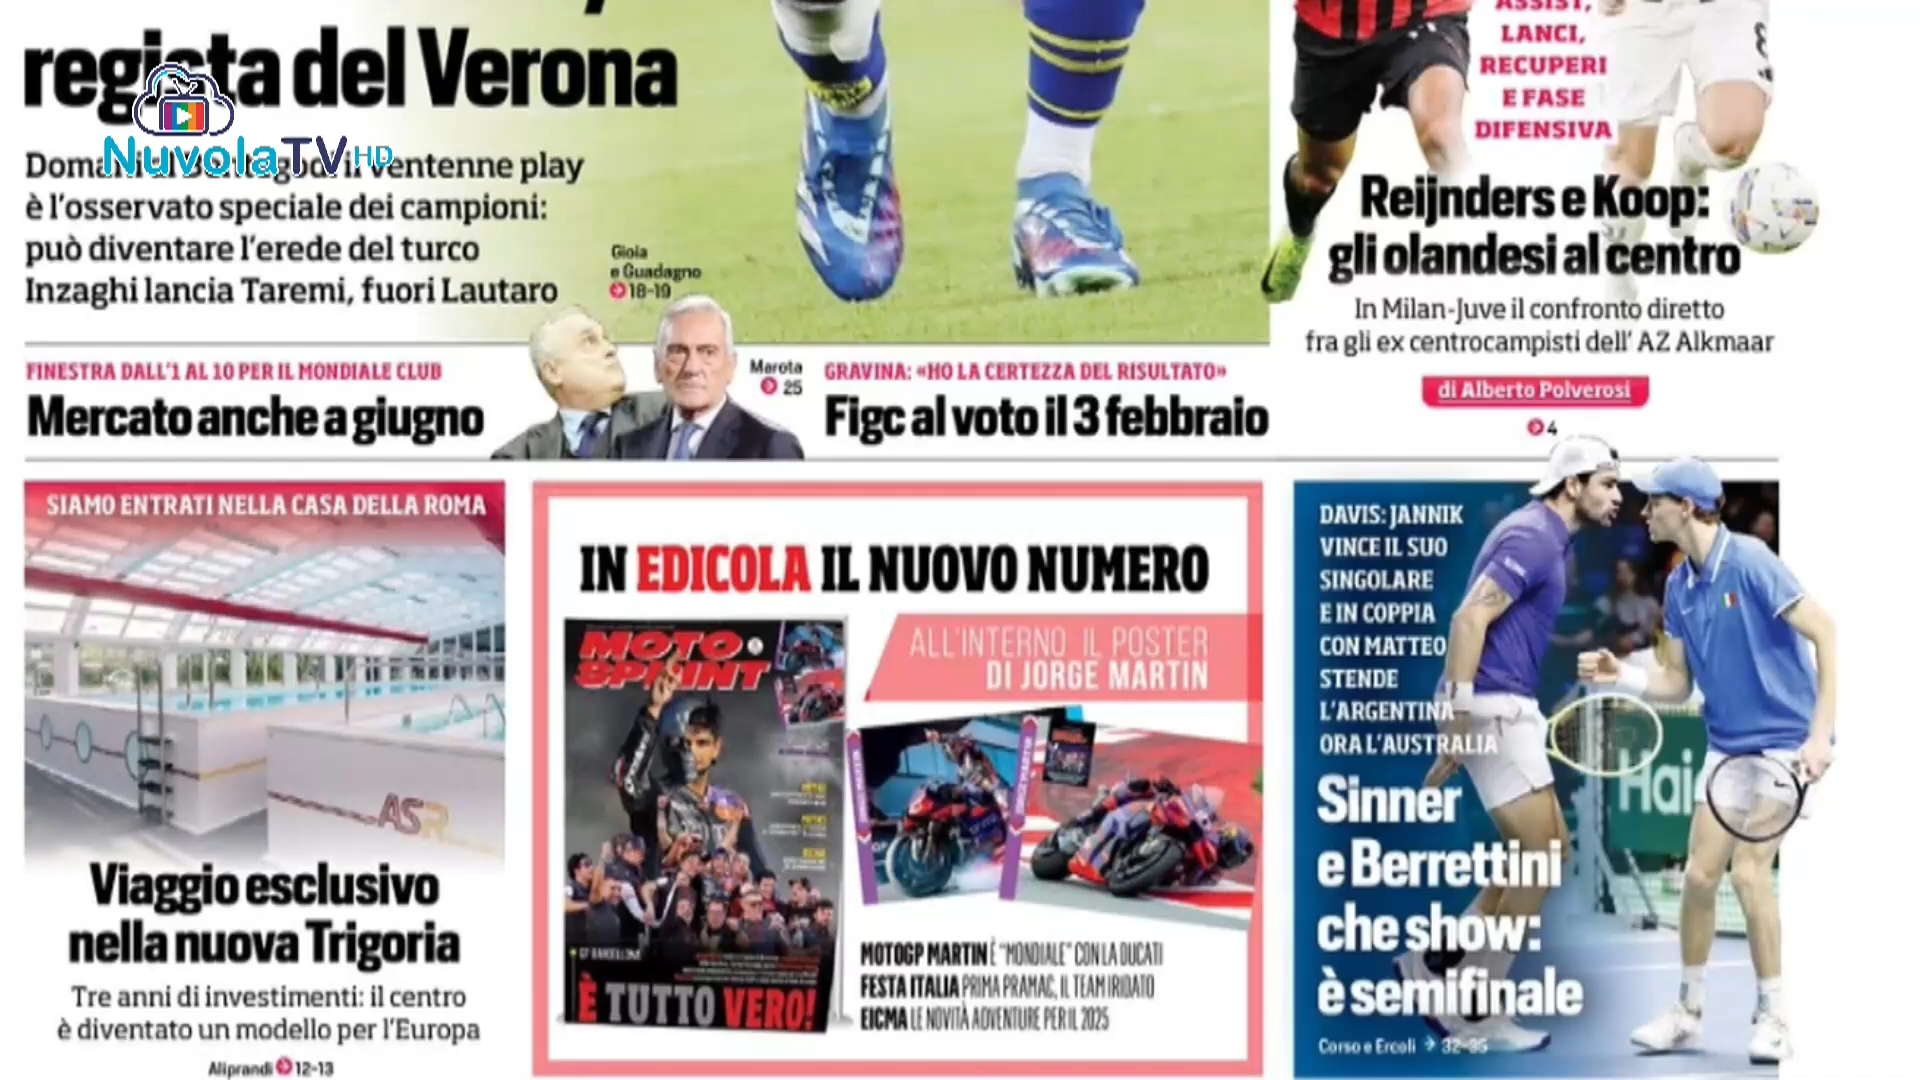 regista del Verona
NuvolaTV HD
Domani al Bentegodi il ventenne play
è l'osservato speciale dei campioni:
può diventare l'erede del turco
Inzaghi lancia Taremi, fuori Lautaro
Gioia
e Guadagno
18-19
ASSIST,
LANCI,
RECUPERI
E FASE
DIFENSIVA
8
Reijnders e Koop:
gli olandesi al centro
In Milan-Juve il confronto diretto
fra gli ex centrocampisti dell' AZ Alkmaar
di Alberto Polverosi
4
FINESTRA DALL'1 AL 10 PER IL MONDIALE CLUB
Mercato anche a giugno
Marota
25
GRAVINA: «HO LA CERTEZZA DEL RISULTATO»
Figc al voto il 3 febbraio
SIAMO ENTRATI NELLA CASA DELLA ROMA
ASR
Viaggio esclusivo
nella nuova Trigoria
Tre anni di investimenti: il centro
è diventato un modello per l'Europa
Aliprandi 12-13
IN EDICOLA IL NUOVO NUMERO
MOTO
SPRINT
È TUTTO VERO!
ALL'INTERNO IL POSTER
DI JORGE MARTIN
MOTOGP MARTIN È "MONDIALE" CON LA DUCATI
FESTA ITALIA PRIMA PRAMAC, IL TEAM IRIDATO
EICMA LE NOVITÀ ADVENTURE PER IL 2025
DAVIS: JANNIK
VINCE IL SUO
SINGOLARE
E IN COPPIA
CON MATTEO
STENDE
L'ARGENTINA
ORA L'AUSTRALIA
Hai
Sinner
e Berrettini
che show:
è semifinale
Corso e Ercoli 32-35